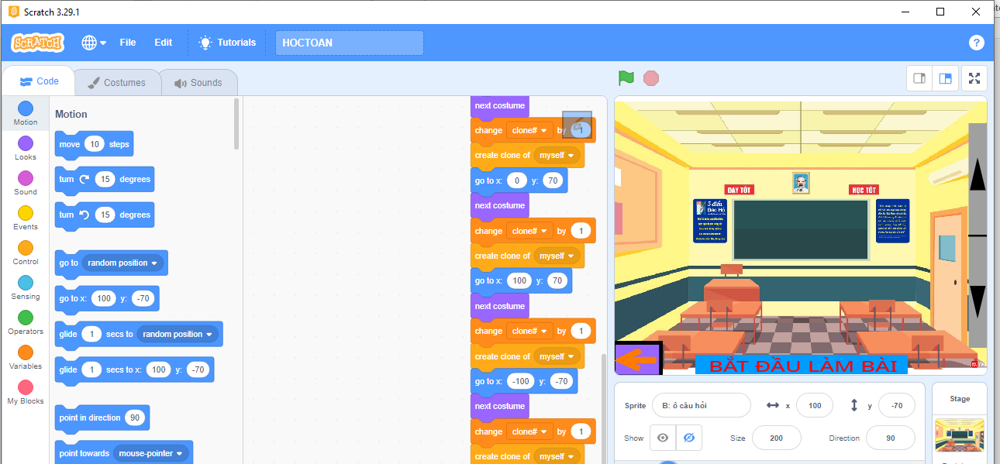 Scratch 3.29.1
SCRATCH
File
Edit
Tutorials
HOCTOAN
?
Code
Costumes
Sounds
Motion
Looks
Sound
Events
Control
Sensing
Operators
Variables
My Blocks
Motion
move 10 steps
turn 15 degrees
turn 15 degrees
go to random position
go to x: 100 y: -70
glide 1 secs to random position
glide 1 secs to x: 100 y: -70
point in direction 90
point towards mouse-pointer
next costume
change clone# by 1
create clone of myself
go to x: 0 y: 70
next costume
change clone# by 1
create clone of myself
go to x: 100 y: 70
next costume
change clone# by 1
create clone of myself
go to x: -100 y: -70
next costume
change clone# by 1
create clone of myself
DẠY TỐT
HỌC TỐT
5 điều
Bác Hồ
BẮT ĐẦU LÀM BÀI
Sprite
B: ô câu hỏi
x 100
y -70
Show
Size 200
Direction 90
Stage